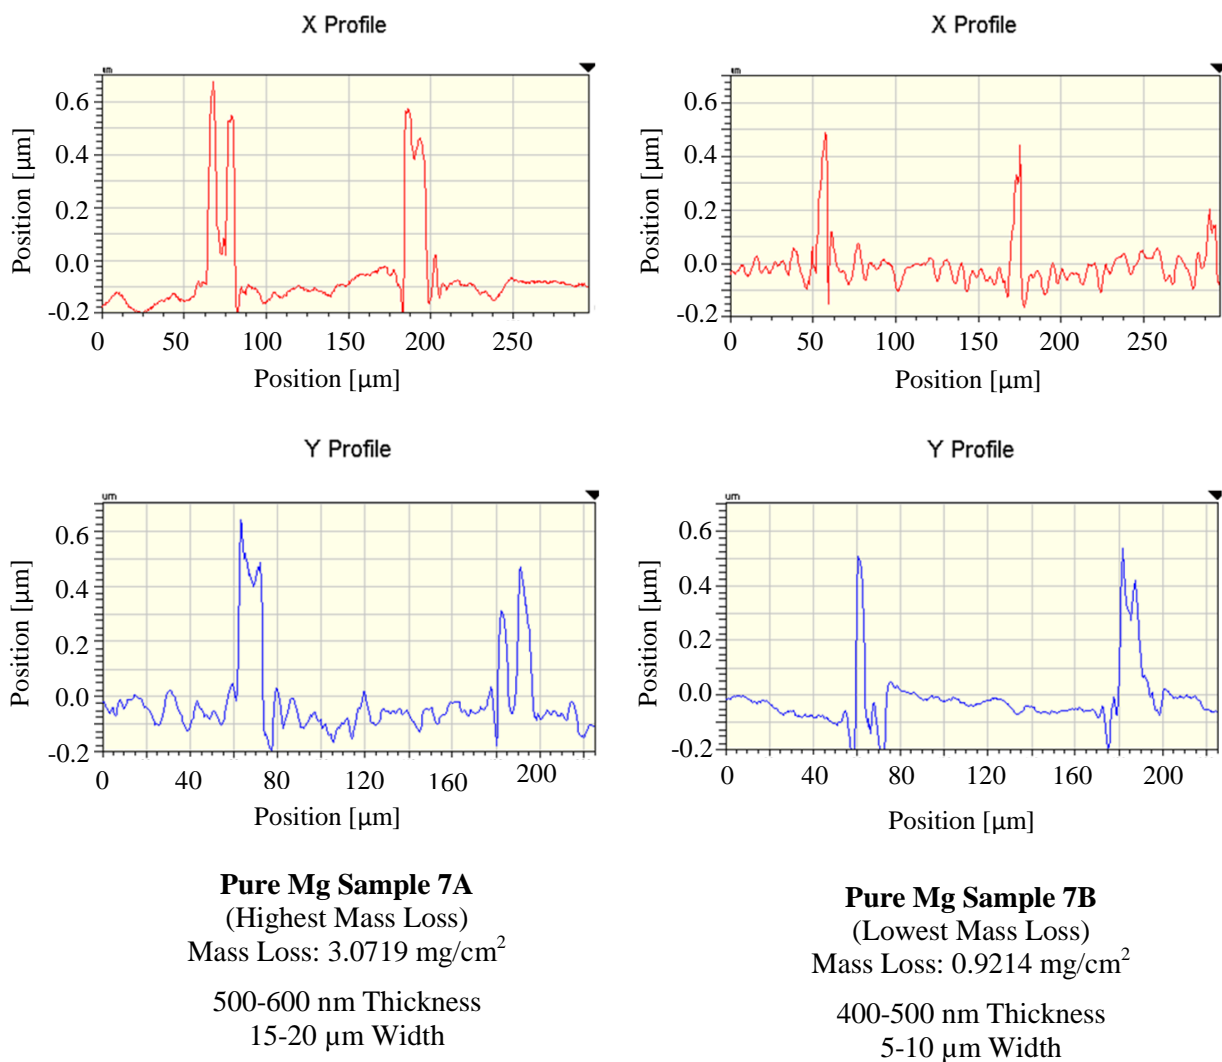 X Profile
um
Position [μm]
0.6
0.4
0.2
0.0
-0.2
0 50 100 150 200 250
Position [μm]
X Profile
um
Position [μm]
0.6
0.4
0.2
0.0
-0.2
0 50 100 150 200 250
Position [μm]
Y Profile
um
Position [μm]
0.6
0.4
0.2
0.0
-0.2
0 40 80 120 160 200
Position [μm]
Y Profile
um
Position [μm]
0.6
0.4
0.2
0.0
-0.2
0 40 80 120 160 200
Position [μm]
Pure Mg Sample 7A
(Highest Mass Loss)
Mass Loss: 3.0719 mg/cm²
500-600 nm Thickness
15-20 μm Width
Pure Mg Sample 7B
(Lowest Mass Loss)
Mass Loss: 0.9214 mg/cm²
400-500 nm Thickness
5-10 μm Width